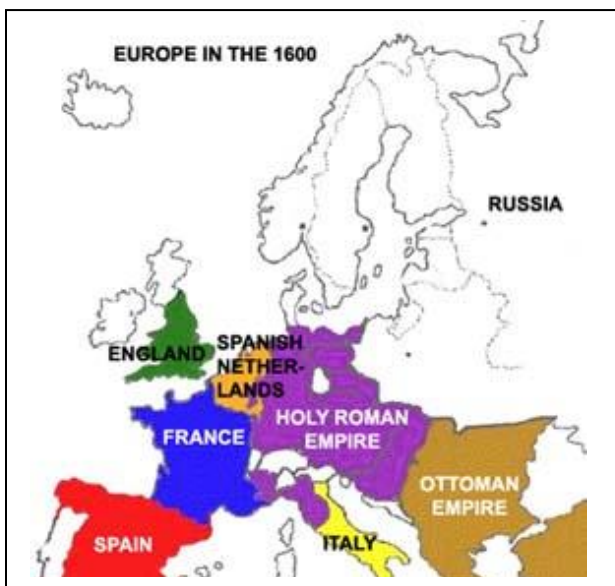 EUROPE IN THE 1600
RUSSIA
ENGLAND
SPANISH
NETHER-
LANDS
HOLY ROMAN
EMPIRE
FRANCE
OTTOMAN
EMPIRE
SPAIN
ITALY